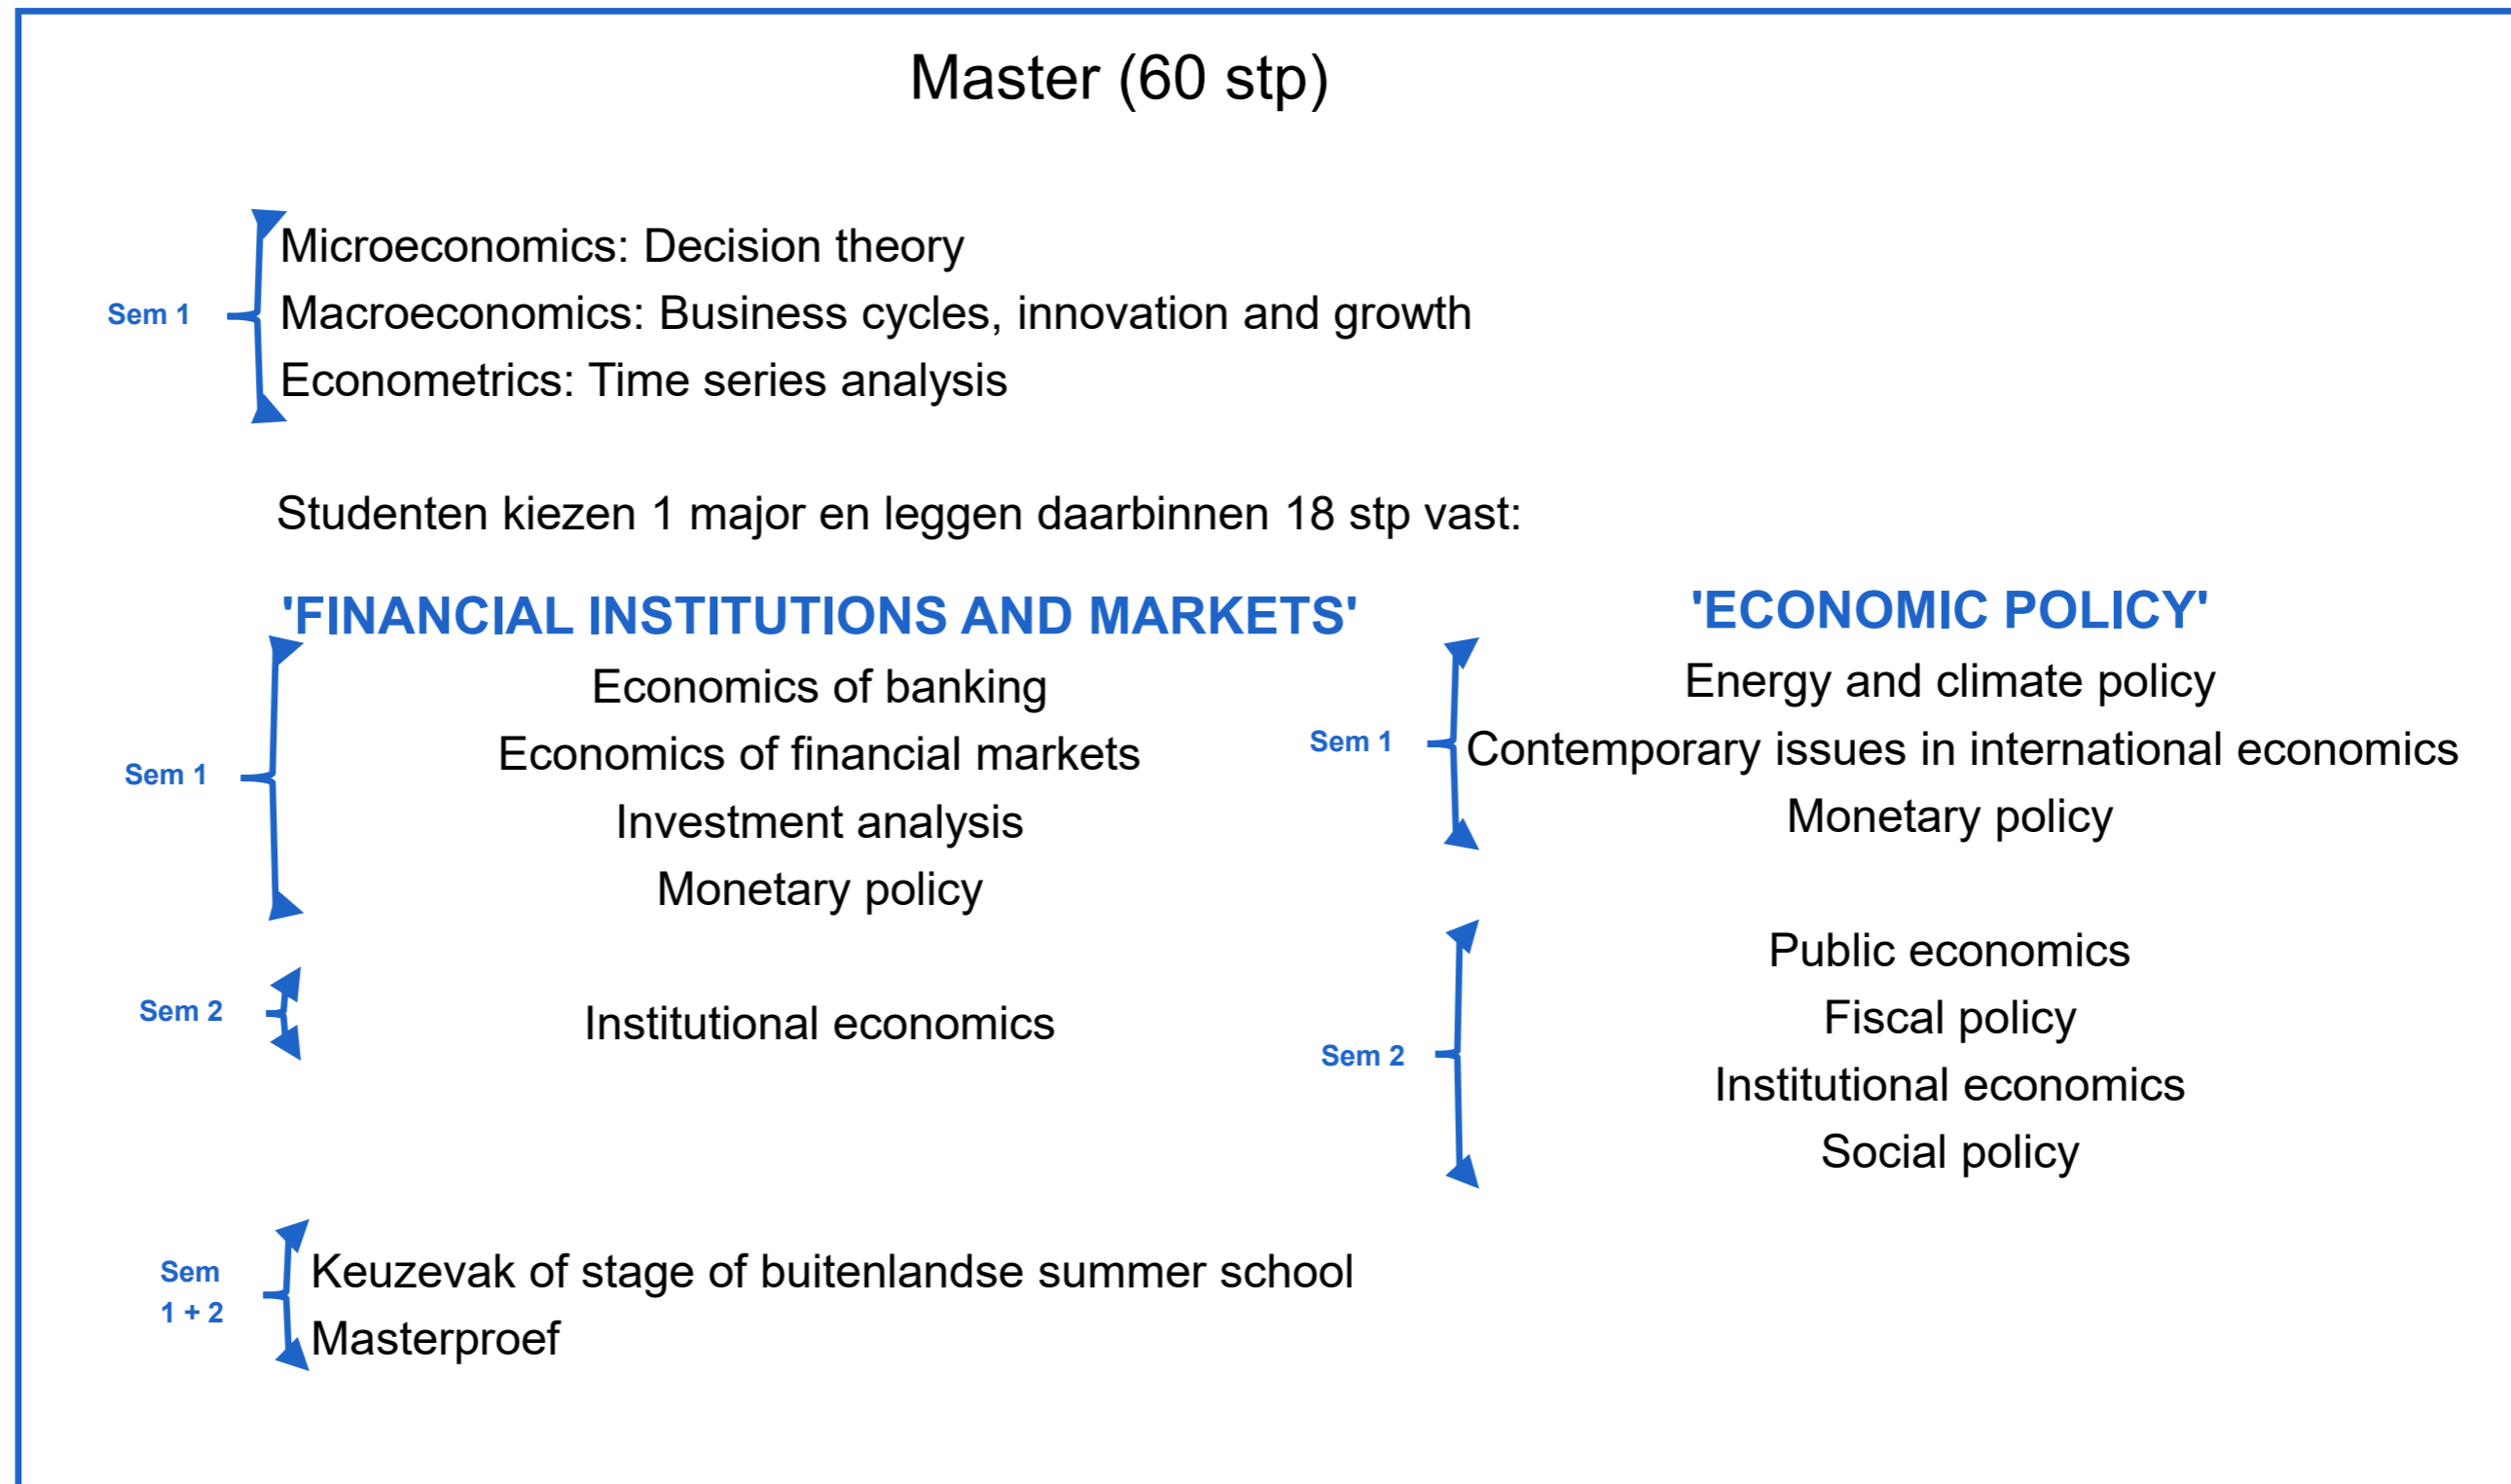 Master (60 stp)
Sem 1
Microeconomics: Decision theory
Macroeconomics: Business cycles, innovation and growth
Econometrics: Time series analysis
Studenten kiezen 1 major en leggen daarbinnen 18 stp vast:
'FINANCIAL INSTITUTIONS AND MARKETS'
Sem 1
Economics of banking
Economics of financial markets
Investment analysis
Monetary policy
Sem 2
Institutional economics
'ECONOMIC POLICY'
Sem 1
Energy and climate policy
Contemporary issues in international economics
Monetary policy
Sem 2
Public economics
Fiscal policy
Institutional economics
Social policy
Sem
1 + 2
Keuzevak of stage of buitenlandse summer school
Masterproef